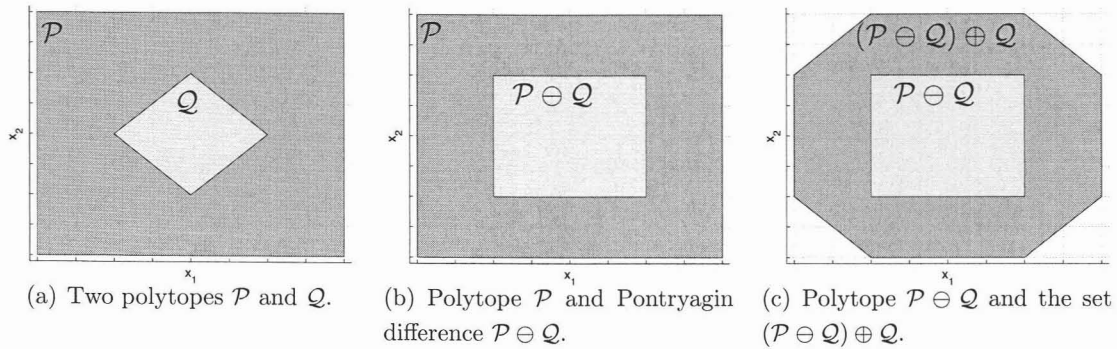 𝒫
𝒬
x₂
x₁
(a) Two polytopes 𝒫 and 𝒬.
𝒫
𝒫 ⊖ 𝒬
x₂
x₁
(b) Polytope 𝒫 and Pontryagin
difference 𝒫 ⊖ 𝒬.
(𝒫 ⊖ 𝒬) ⊕ 𝒬
𝒫 ⊖ 𝒬
x₂
x₁
(c) Polytope 𝒫 ⊖ 𝒬 and the set
(𝒫 ⊖ 𝒬) ⊕ 𝒬.